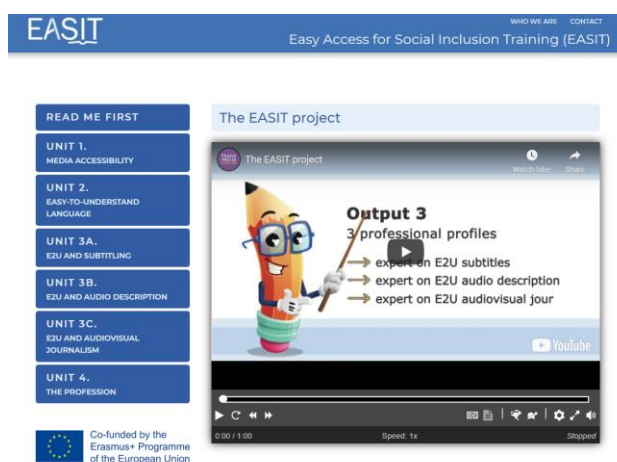 EASIT
WHO WE ARE CONTACT
Easy Access for Social Inclusion Training (EASIT)
READ ME FIRST
UNIT 1.
MEDIA ACCESSIBILITY
UNIT 2.
EASY-TO-UNDERSTAND
LANGUAGE
UNIT 3A.
E2U AND SUBTITLING
UNIT 3B.
E2U AND AUDIO DESCRIPTION
UNIT 3C.
E2U AND AUDIOVISUAL
JOURNALISM
UNIT 4.
THE PROFESSION
Co-funded by the
Erasmus+ Programme
of the European Union
The EASIT project
The EASIT project
Watch later Share
Output 3
3 professional profiles
expert on E2U subtitles
expert on E2U audio description
expert on E2U audiovisual jour
YouTube
0:00 / 1:00 Speed: 1x Stopped